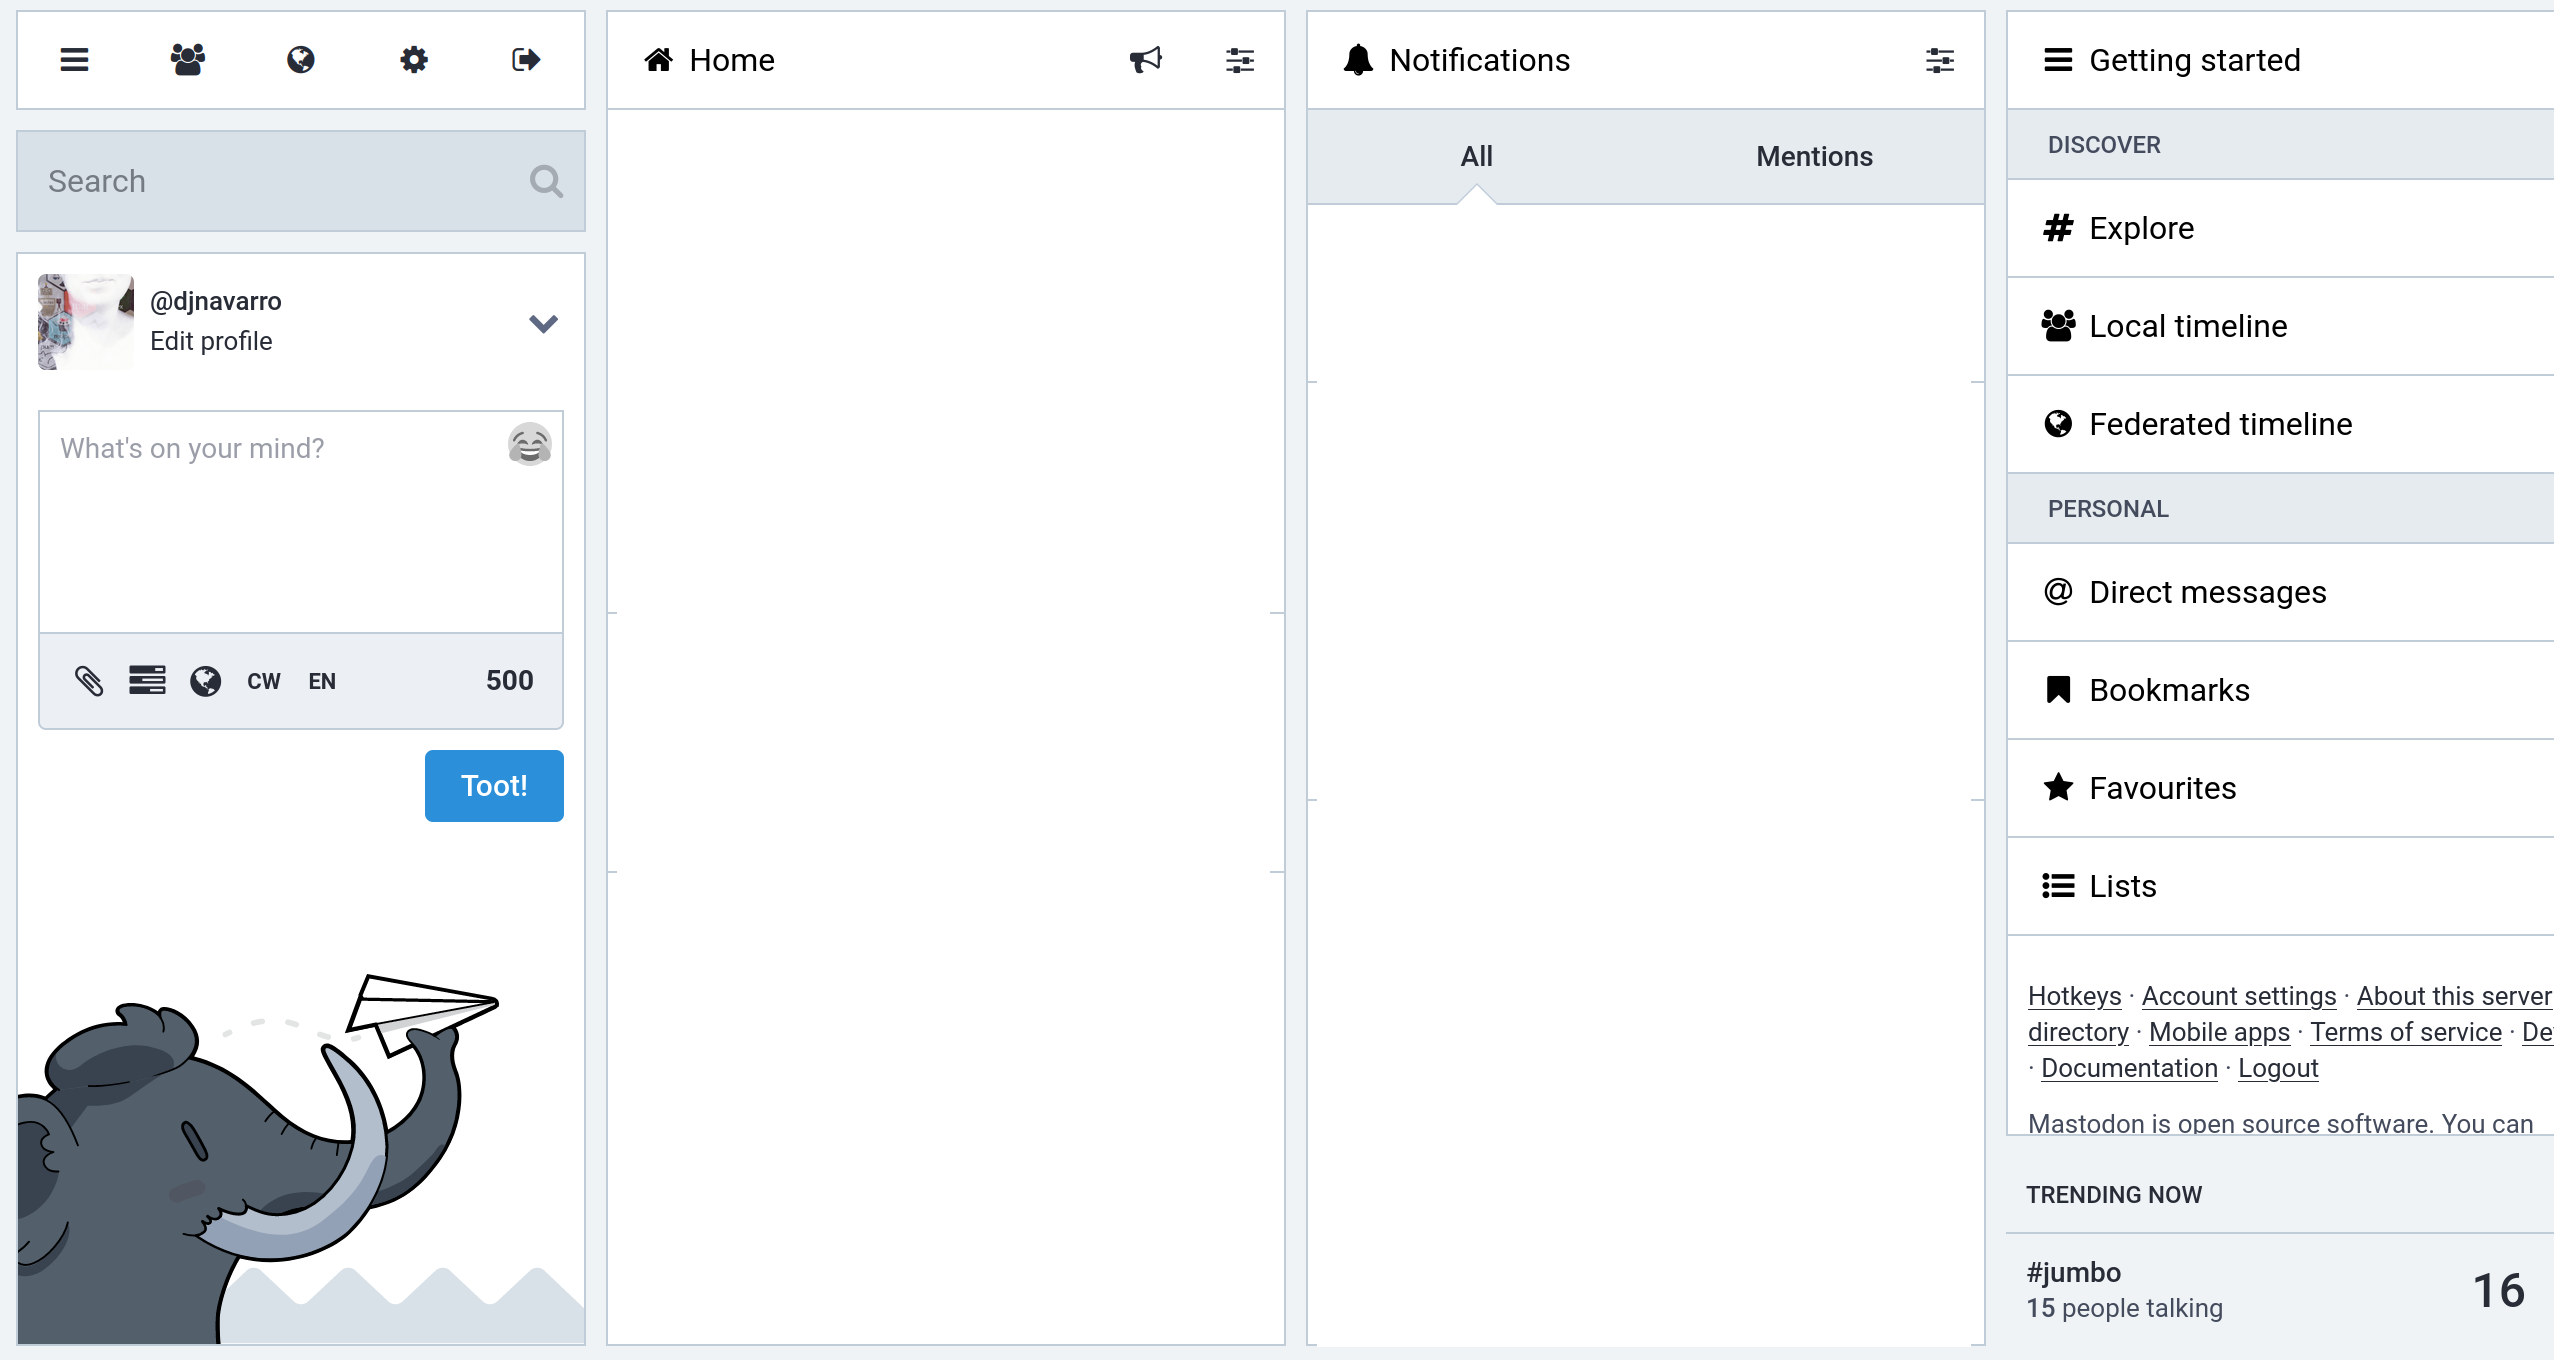 Search
@djnavarro
Edit profile
What's on your mind?
CW EN 500
Toot!
Home
Notifications
All Mentions
Getting started
DISCOVER
# Explore
Local timeline
Federated timeline
PERSONAL
@ Direct messages
Bookmarks
Favourites
Lists
Hotkeys · Account settings · About this server
directory · Mobile apps · Terms of service ·
· Documentation · Logout
Mastodon is open source software. You can
TRENDING NOW
#jumbo
15 people talking
16